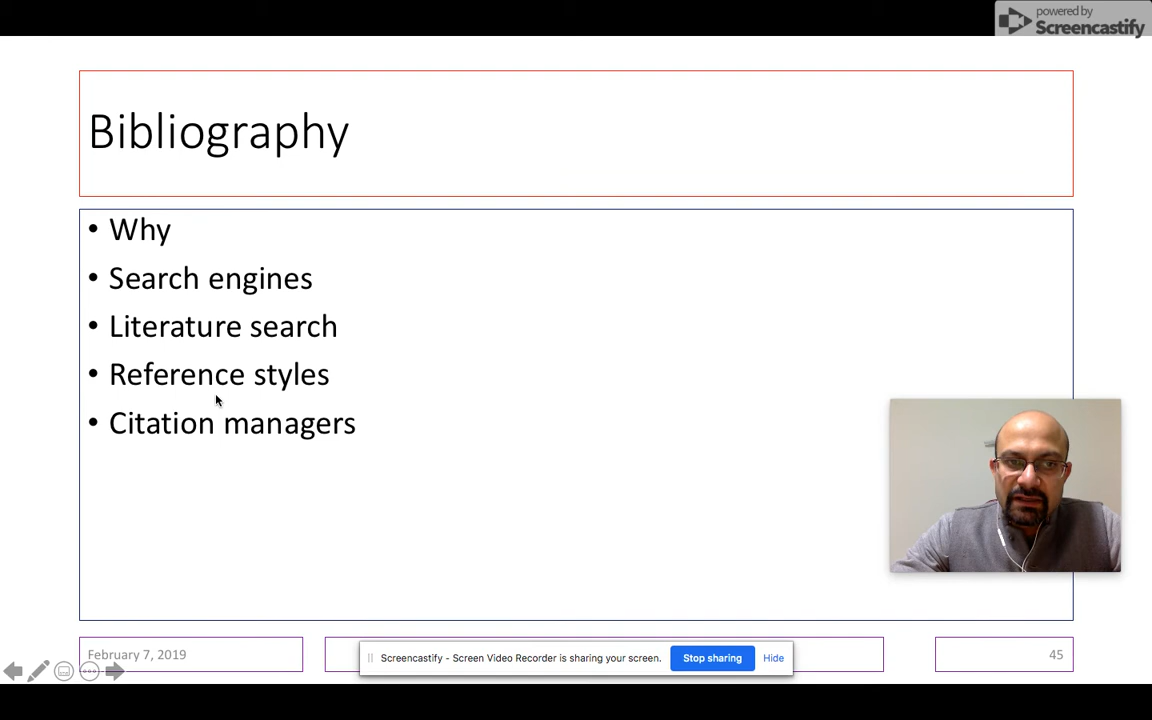 powered by
Screencastify
Bibliography
• Why
• Search engines
• Literature search
• Reference styles
• Citation managers
February 7, 2019
Screencastify - Screen Video Recorder is sharing your screen.
Stop sharing
Hide
45